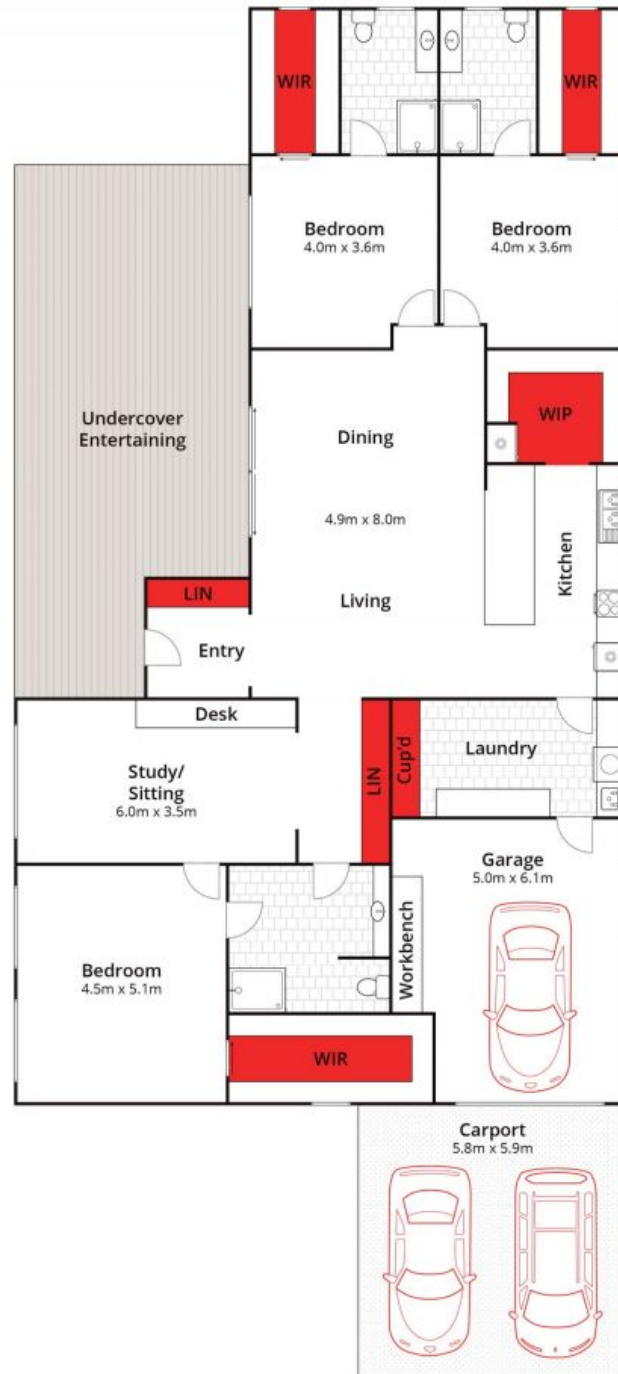 WIR
WIR
Bedroom
4.0m x 3.6m
Bedroom
4.0m x 3.6m
Undercover
Entertaining
Dining
WIP
4.9m x 8.0m
Kitchen
LIN
Living
Entry
Desk
Study/
Sitting
6.0m x 3.5m
LIN
Cup'd
Laundry
Garage
5.0m x 6.1m
Workbench
Bedroom
4.5m x 5.1m
WIR
Carport
5.8m x 5.9m